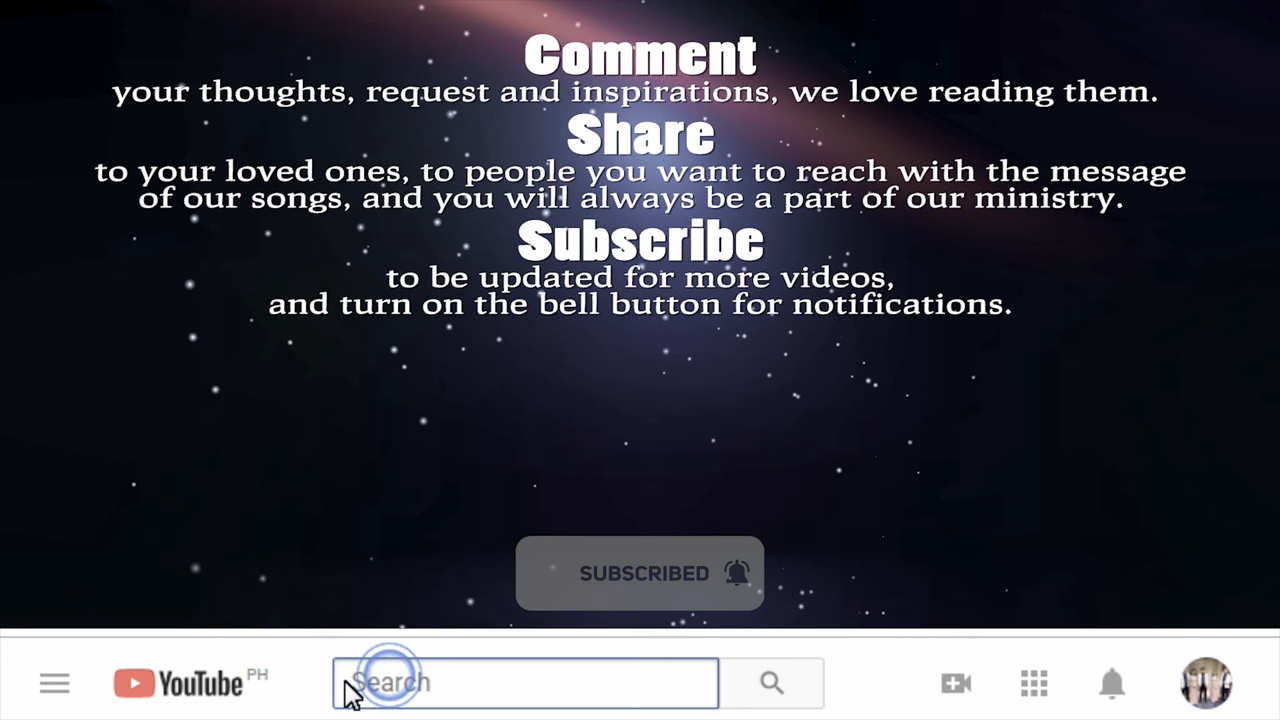 Comment
your thoughts, request and inspirations, we love reading them.
Share
to your loved ones, to people you want to reach with the message
of our songs, and you will always be a part of our ministry.
Subscribe
to be updated for more videos,
and turn on the bell button for notifications.
SUBSCRIBED
YouTube PH
Search